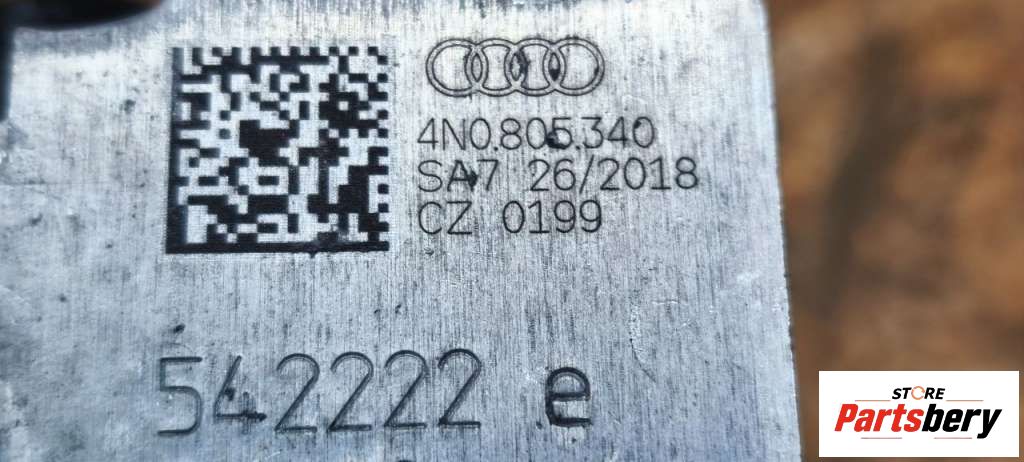 4N0.805.340
SA7 26/2018
CZ 0199
542222 e
STORE
Partsbery